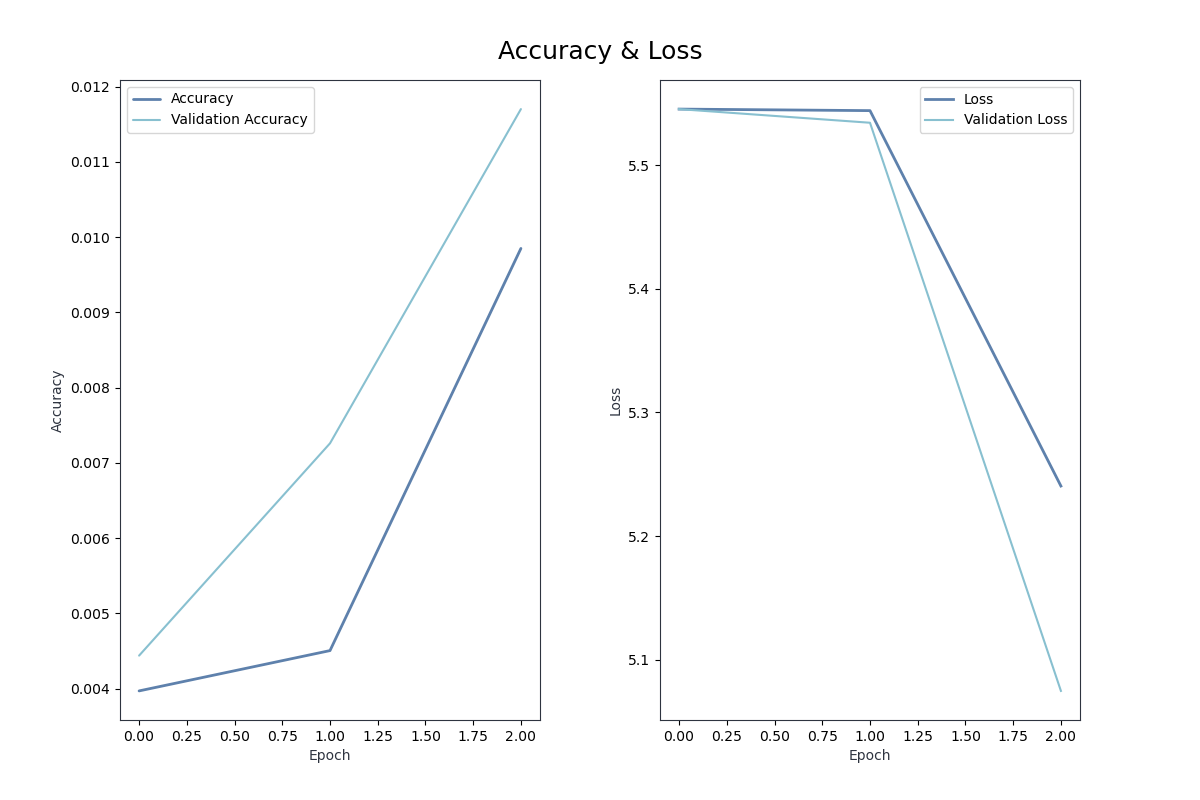 Accuracy & Loss
Accuracy
Validation Accuracy
0.012
0.011
0.010
0.009
0.008
0.007
0.006
0.005
0.004
Accuracy
0.00 0.25 0.50 0.75 1.00 1.25 1.50 1.75 2.00
Epoch
Loss
Validation Loss
5.5
5.4
5.3
5.2
5.1
Loss
0.00 0.25 0.50 0.75 1.00 1.25 1.50 1.75 2.00
Epoch